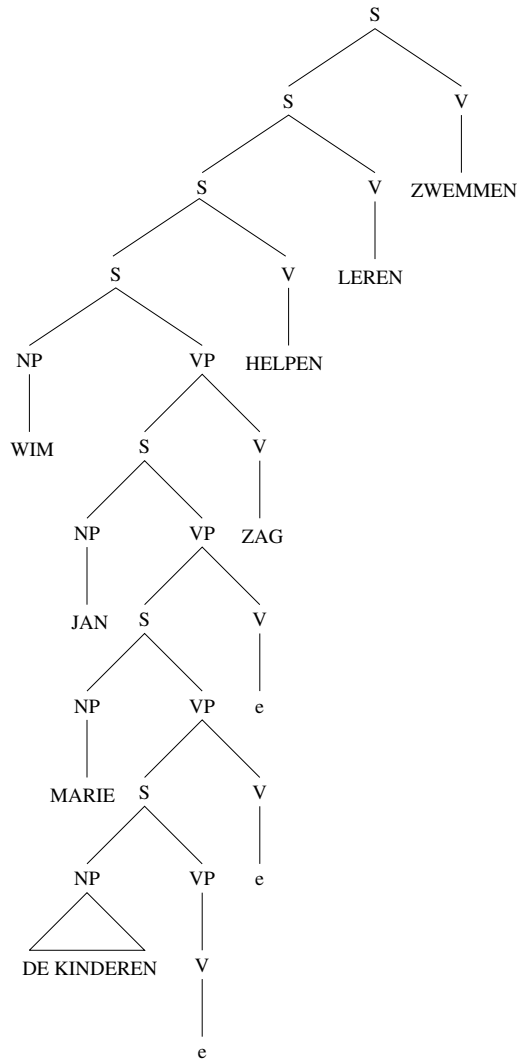 S
S V
S V ZWEMMEN
S V LEREN
NP VP HELPEN
WIM S V
NP VP ZAG
JAN S V
NP VP e
MARIE S V
NP VP e
DE KINDEREN V
e